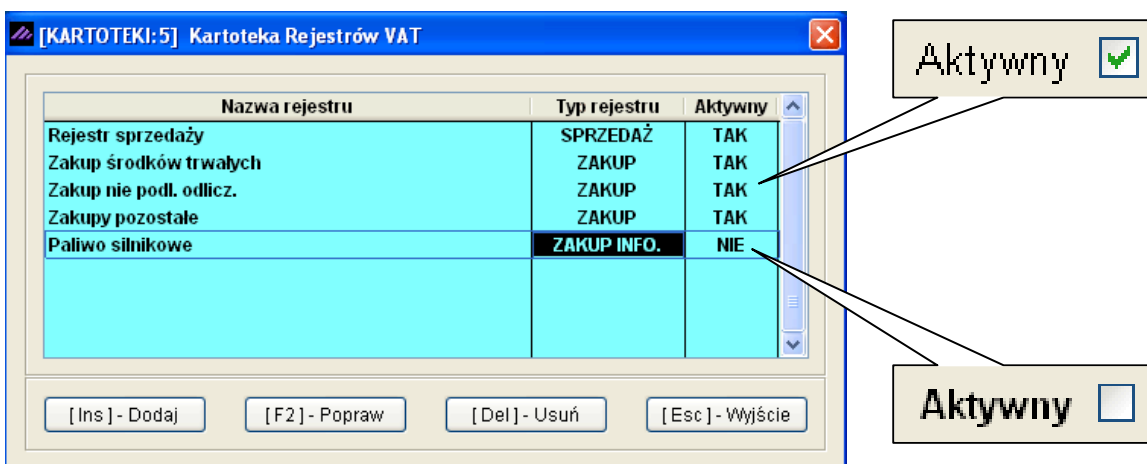 [KARTOTEKI:5] Kartoteka Rejestrów VAT
Aktywny
Nazwa rejestru Typ rejestru Aktywny
Rejestr sprzedaży SPRZEDAŻ TAK
Zakup środków trwałych ZAKUP TAK
Zakup nie podl. odlicz. ZAKUP TAK
Zakupy pozostałe ZAKUP TAK
Paliwo silnikowe ZAKUP INFO. NIE
[Ins] - Dodaj [F2] - Popraw [Del] - Usuń [Esc] - Wyjście
Aktywny